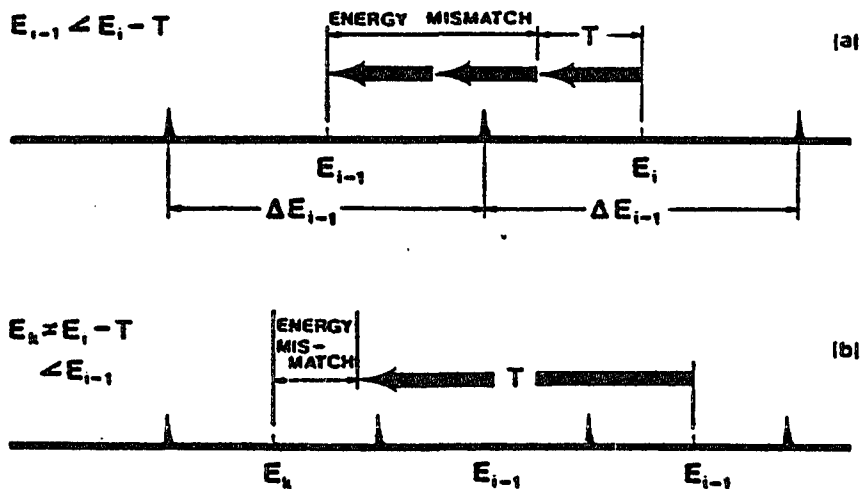 E_{i-1} < E_i - T
ENERGY MISMATCH
T
|a|
E_{i-1} E_i
ΔE_{i-1} ΔE_{i-1}
E_k ≍ E_i - T
< E_{i-1}
ENERGY
MIS-
MATCH
T
|b|
E_k E_{i-1} E_{i-1}